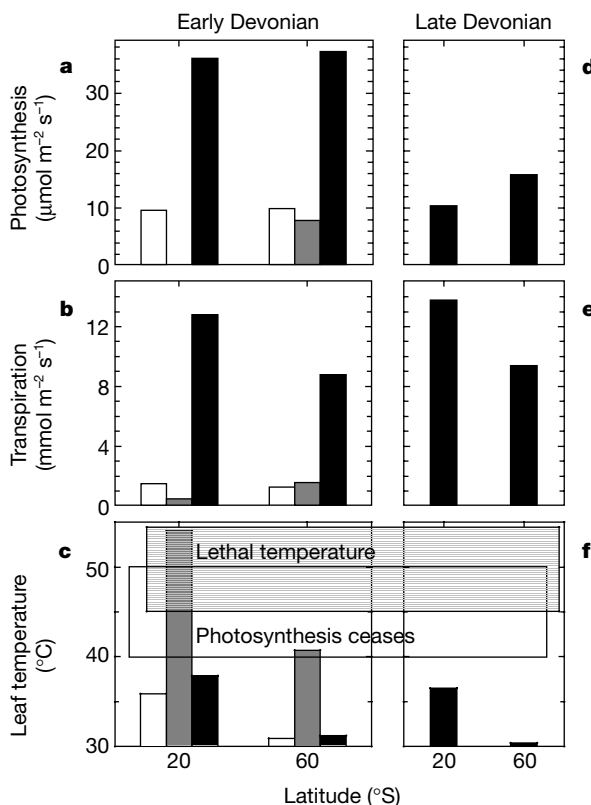 Early Devonian Late Devonian
a d
Photosynthesis
(μmol m⁻² s⁻¹)
30
20
10
0
b e
Transpiration
(mmol m⁻² s⁻¹)
12
8
4
0
c f
Lethal temperature
Photosynthesis ceases
Leaf temperature
(°C)
50
40
30
20 60 20 60
Latitude (°S)